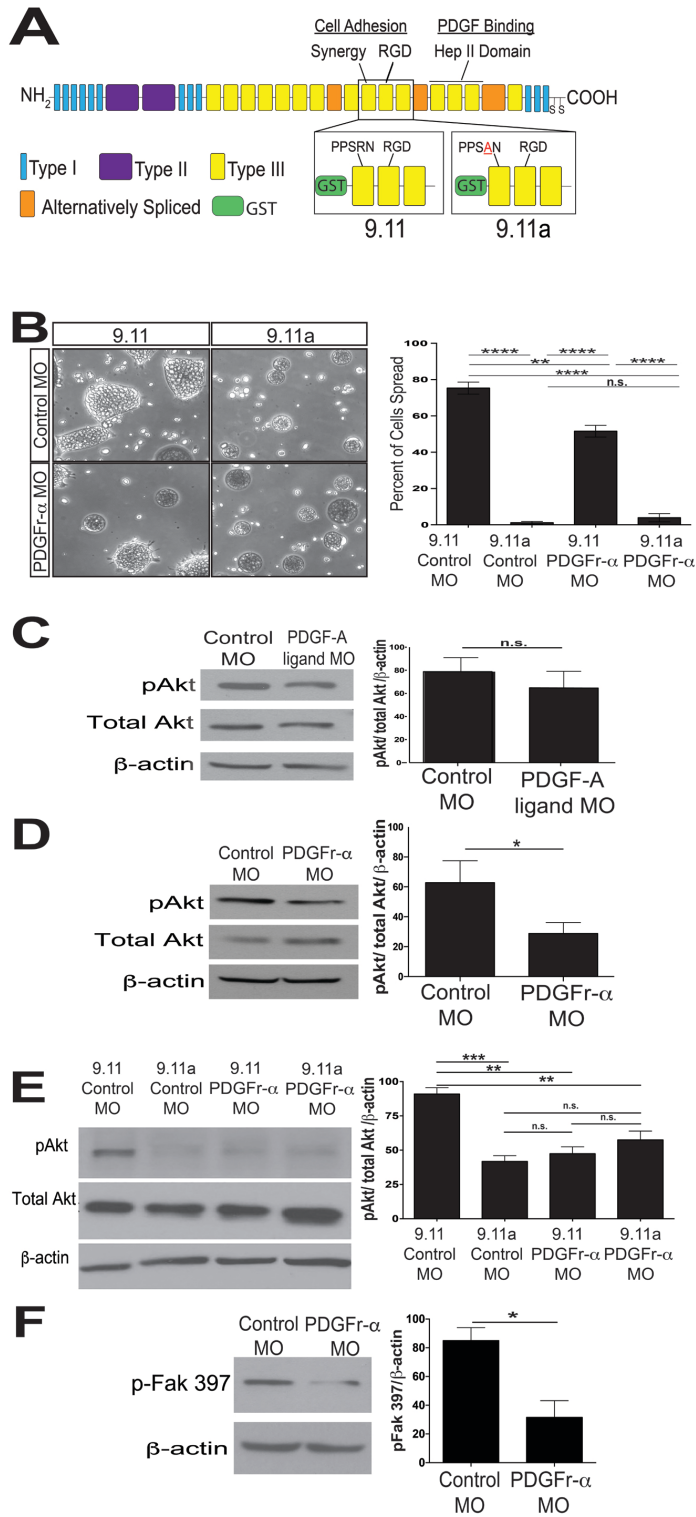 A
Cell Adhesion PDGF Binding
Synergy RGD Hep II Domain
NH2 S S COOH
PPSRN RGD
PPSAN RGD
GST
GST
9.11 9.11a
Type I Type II Type III
Alternatively Spliced GST
B
9.11 9.11a
Control MO
PDGFr-α MO
Percent of Cells Spread
100
80
60
40
20
0
**** ****
** ****
****
n.s.
9.11 Control MO
9.11a Control MO
9.11 PDGFr-α MO
9.11a PDGFr-α MO
C
Control MO
PDGF-A ligand MO
pAkt
Total Akt
β-actin
pAkt/ total Akt /β-actin
100
80
60
40
20
0
n.s.
Control MO
PDGF-A ligand MO
D
Control MO
PDGFr-α MO
pAkt
Total Akt
β-actin
pAkt/ total Akt/ β-actin
100
80
60
40
20
0
*
Control MO
PDGFr-α MO
E
9.11 Control MO
9.11a Control MO
9.11 PDGFr-α MO
9.11a PDGFr-α MO
pAkt
Total Akt
β-actin
pAkt/ total Akt /β-actin
100
75
50
25
0
***
**
**
n.s.
n.s.
n.s.
9.11 Control MO
9.11a Control MO
9.11 PDGFr-α MO
9.11a PDGFr-α MO
F
Control MO
PDGFr-α MO
p-Fak 397
β-actin
pFak 397/β-actin
100
80
60
40
20
0
*
Control MO
PDGFr-α MO